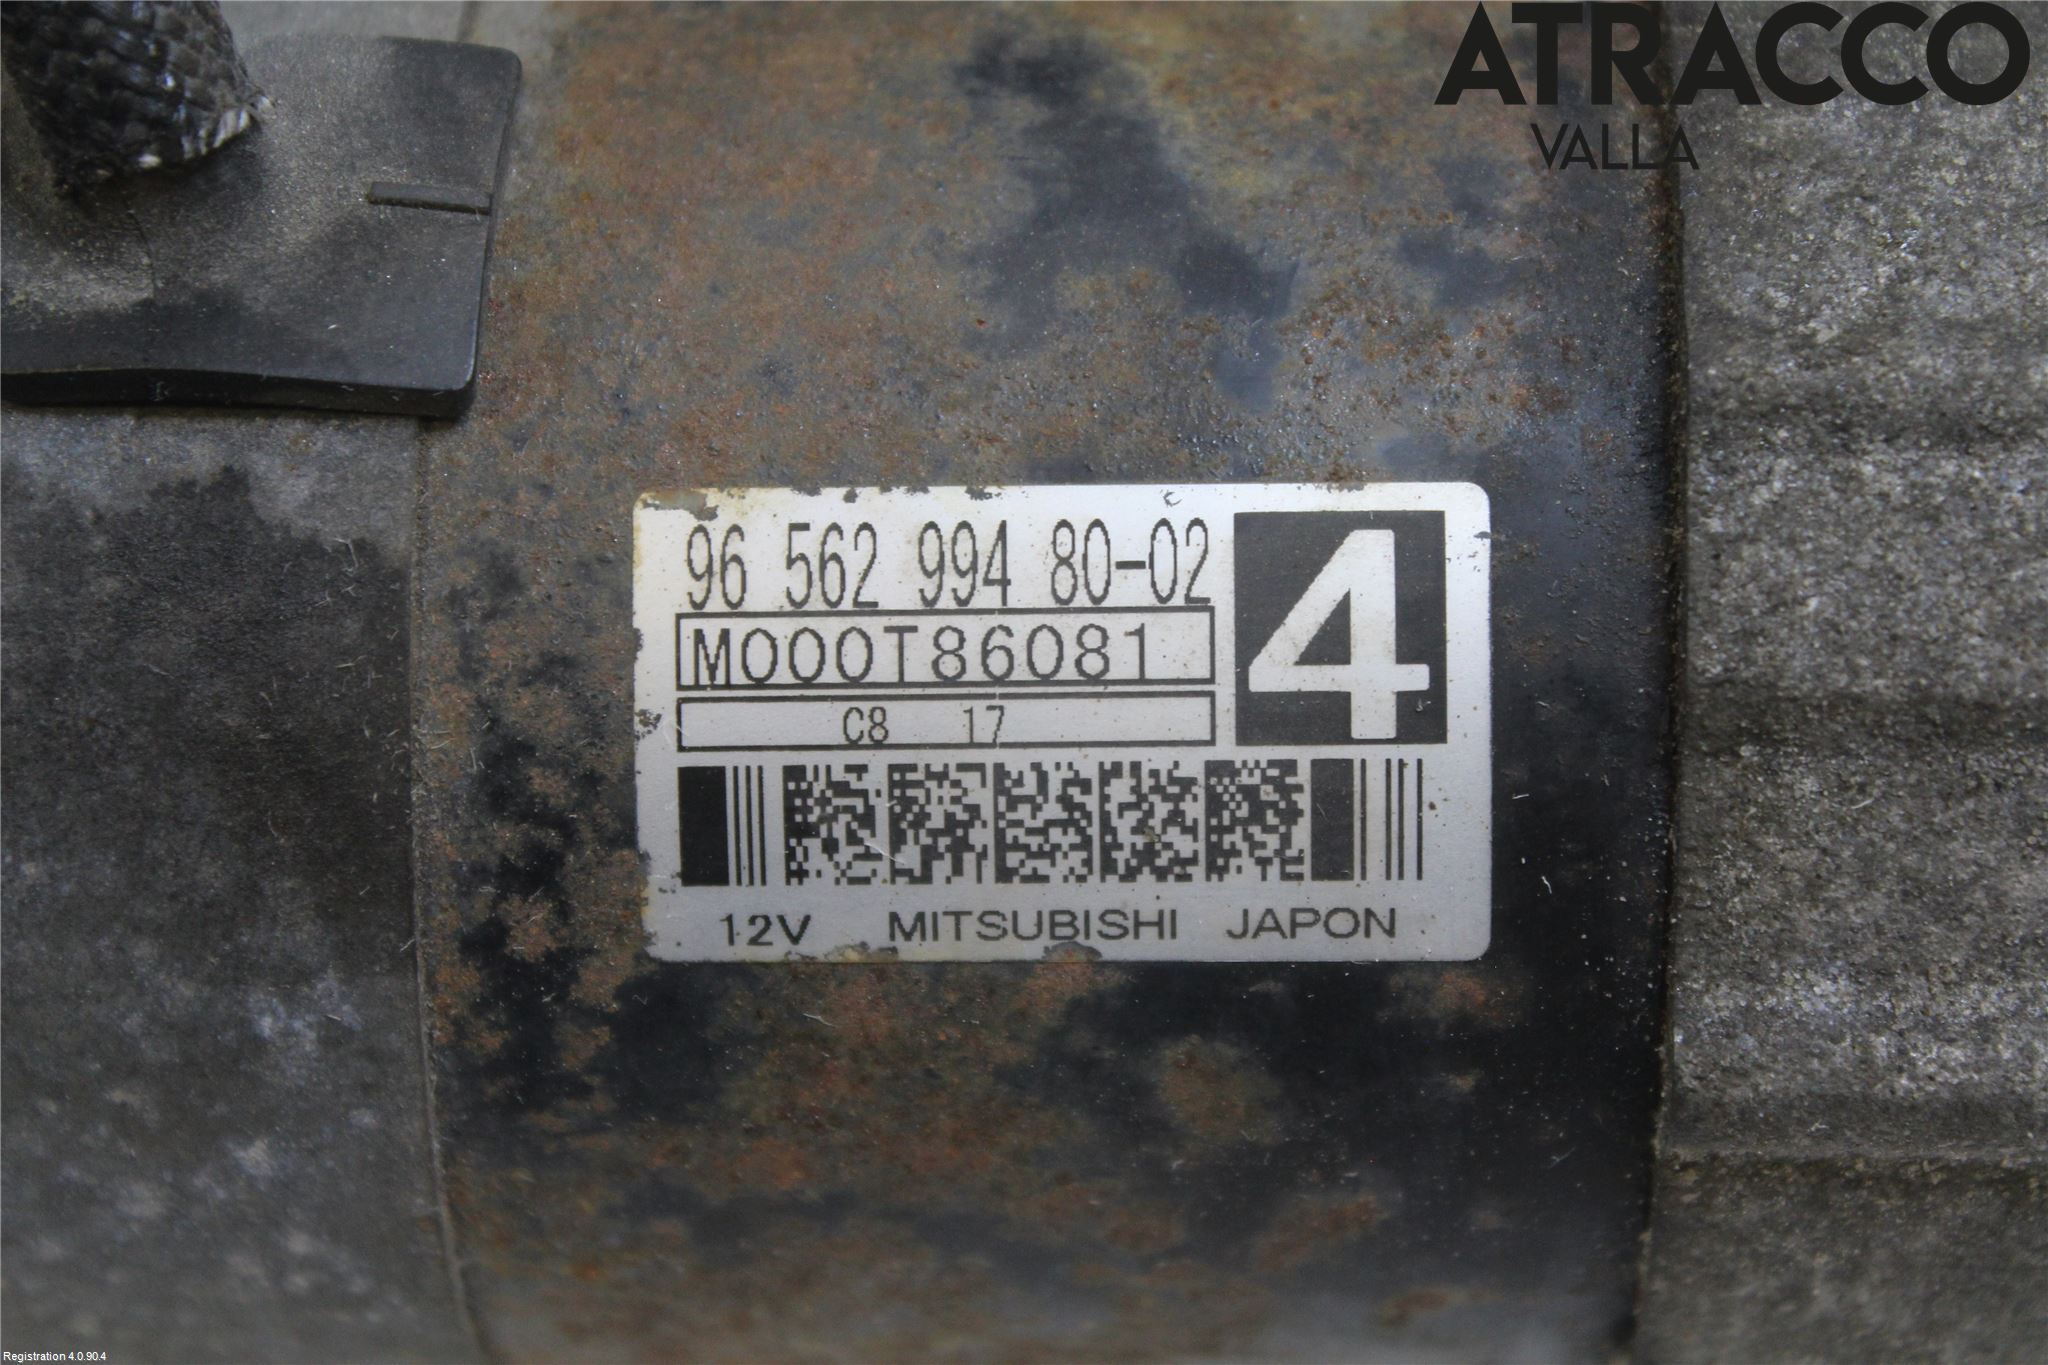 ATRACCO
VALLA
96 562 994 80-02
4
M000T86081
C8 17
12V MITSUBISHI JAPON
Registration 4.0.90.4